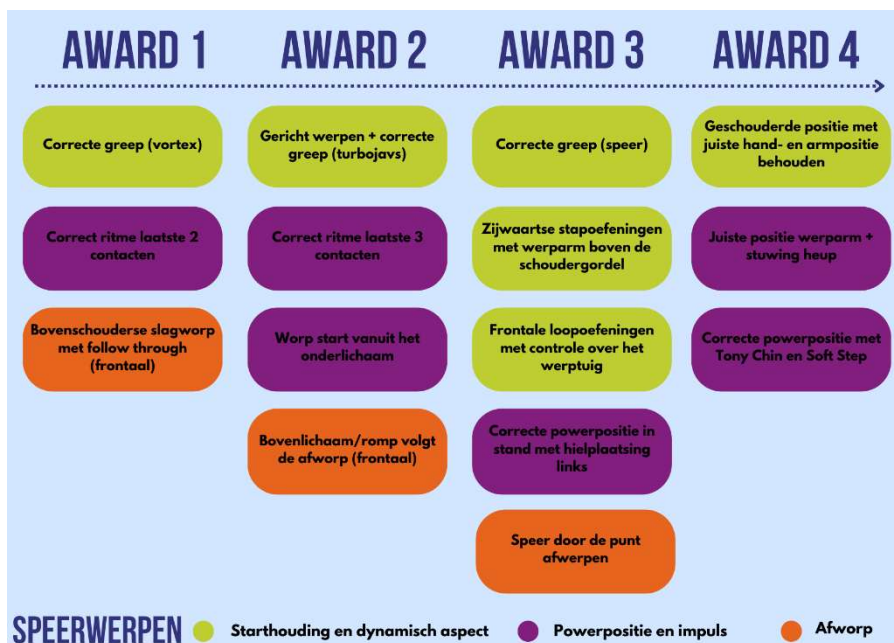 AWARD 1
AWARD 2
AWARD 3
AWARD 4
Correcte greep (vortex)
Correct ritme laatste 2
contacten
Bovenschouderse slagworp
met follow through
(frontaal)
Gericht werpen + correcte
greep (turbojavs)
Correct ritme laatste 3
contacten
Worp start vanuit het
onderlichaam
Bovenlichaam/romp volgt
de afworp (frontaal)
Correcte greep (speer)
Zijwaartse stapoefeningen
met werparm boven de
schoudergordel
Frontale loopoefeningen
met controle over het
werptuig
Correcte powerpositie in
stand met hielplaatsing
links
Speer door de punt
afwerpen
Geschouderde positie met
juiste hand- en armpositie
behouden
Juiste positie werparm +
stuwing heup
Correcte powerpositie met
Tony Chin en Soft Step
SPEERWERPEN
Starthouding en dynamisch aspect
Powerpositie en impuls
Afworp